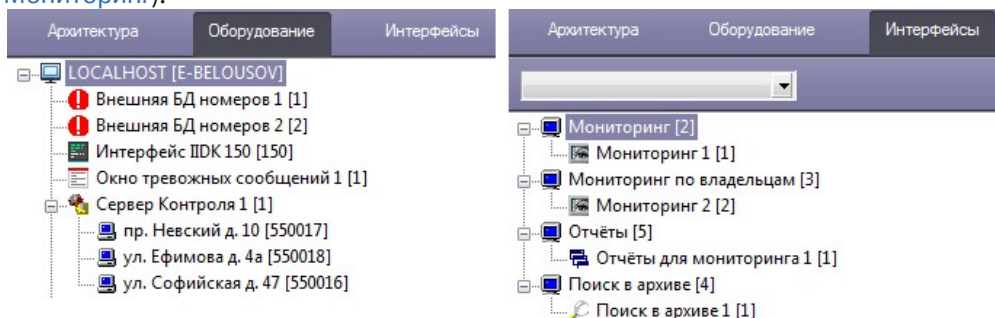 Мониторинг).
Архитектура Оборудование Интерфейсы
LOCALHOST [E-BELOUSOV]
Внешняя БД номеров 1 [1]
Внешняя БД номеров 2 [2]
Интерфейс IIDK 150 [150]
Окно тревожных сообщений 1 [1]
Сервер Контроля 1 [1]
пр. Невский д. 10 [550017]
ул. Ефимова д. 4а [550018]
ул. Софийская д. 47 [550016]
Архитектура Оборудование Интерфейсы
Мониторинг [2]
Мониторинг 1 [1]
Мониторинг по владельцам [3]
Мониторинг 2 [2]
Отчёты [5]
Отчёты для мониторинга 1 [1]
Поиск в архиве [4]
Поиск в архиве 1 [1]